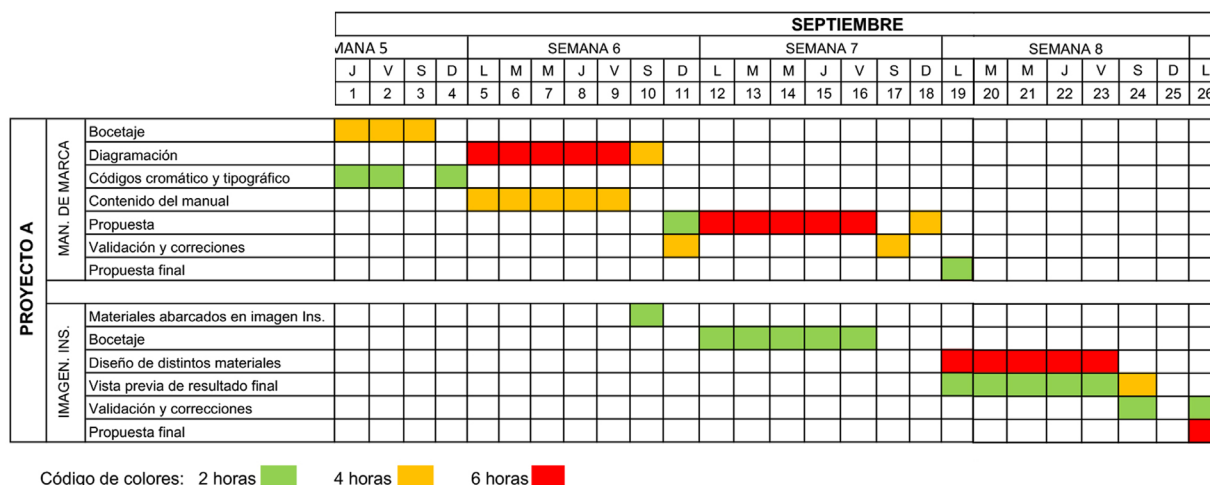 SEPTIEMBRE
MANA 5 SEMANA 6 SEMANA 7 SEMANA 8
J V S D L M M J V S D L M M J V S D L M M J V S D L
1 2 3 4 5 6 7 8 9 10 11 12 13 14 15 16 17 18 19 20 21 22 23 24 25 26
PROYECTO A
MAN. DE MARCA
Bocetaje
Diagramación
Códigos cromático y tipográfico
Contenido del manual
Propuesta
Validación y correciones
Propuesta final
IMAGEN. INS.
Materiales abarcados en imagen Ins.
Bocetaje
Diseño de distintos materiales
Vista previa de resultado final
Validación y correcciones
Propuesta final
Código de colores: 2 horas 4 horas 6 horas